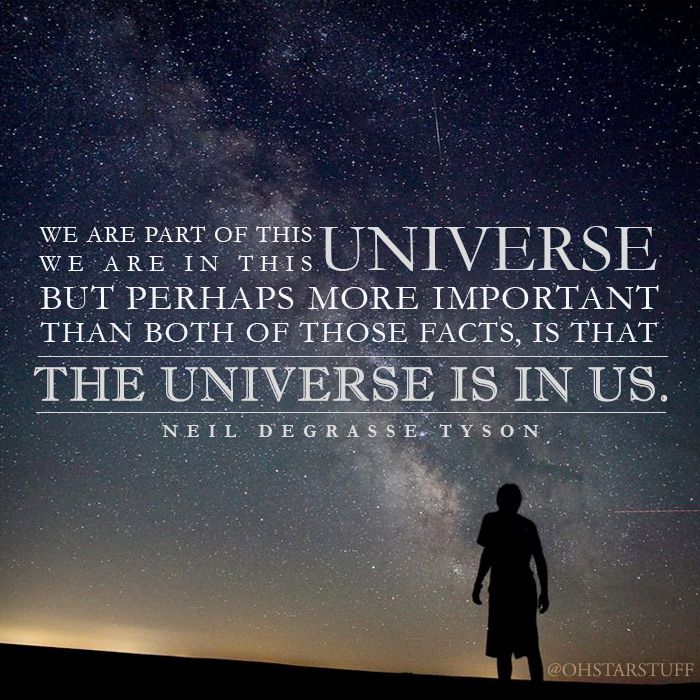 WE ARE PART OF THIS
WE ARE IN THIS
UNIVERSE
BUT PERHAPS MORE IMPORTANT
THAN BOTH OF THOSE FACTS, IS THAT
THE UNIVERSE IS IN US.
NEIL DEGRASSE TYSON
@OHSTARSTUFF